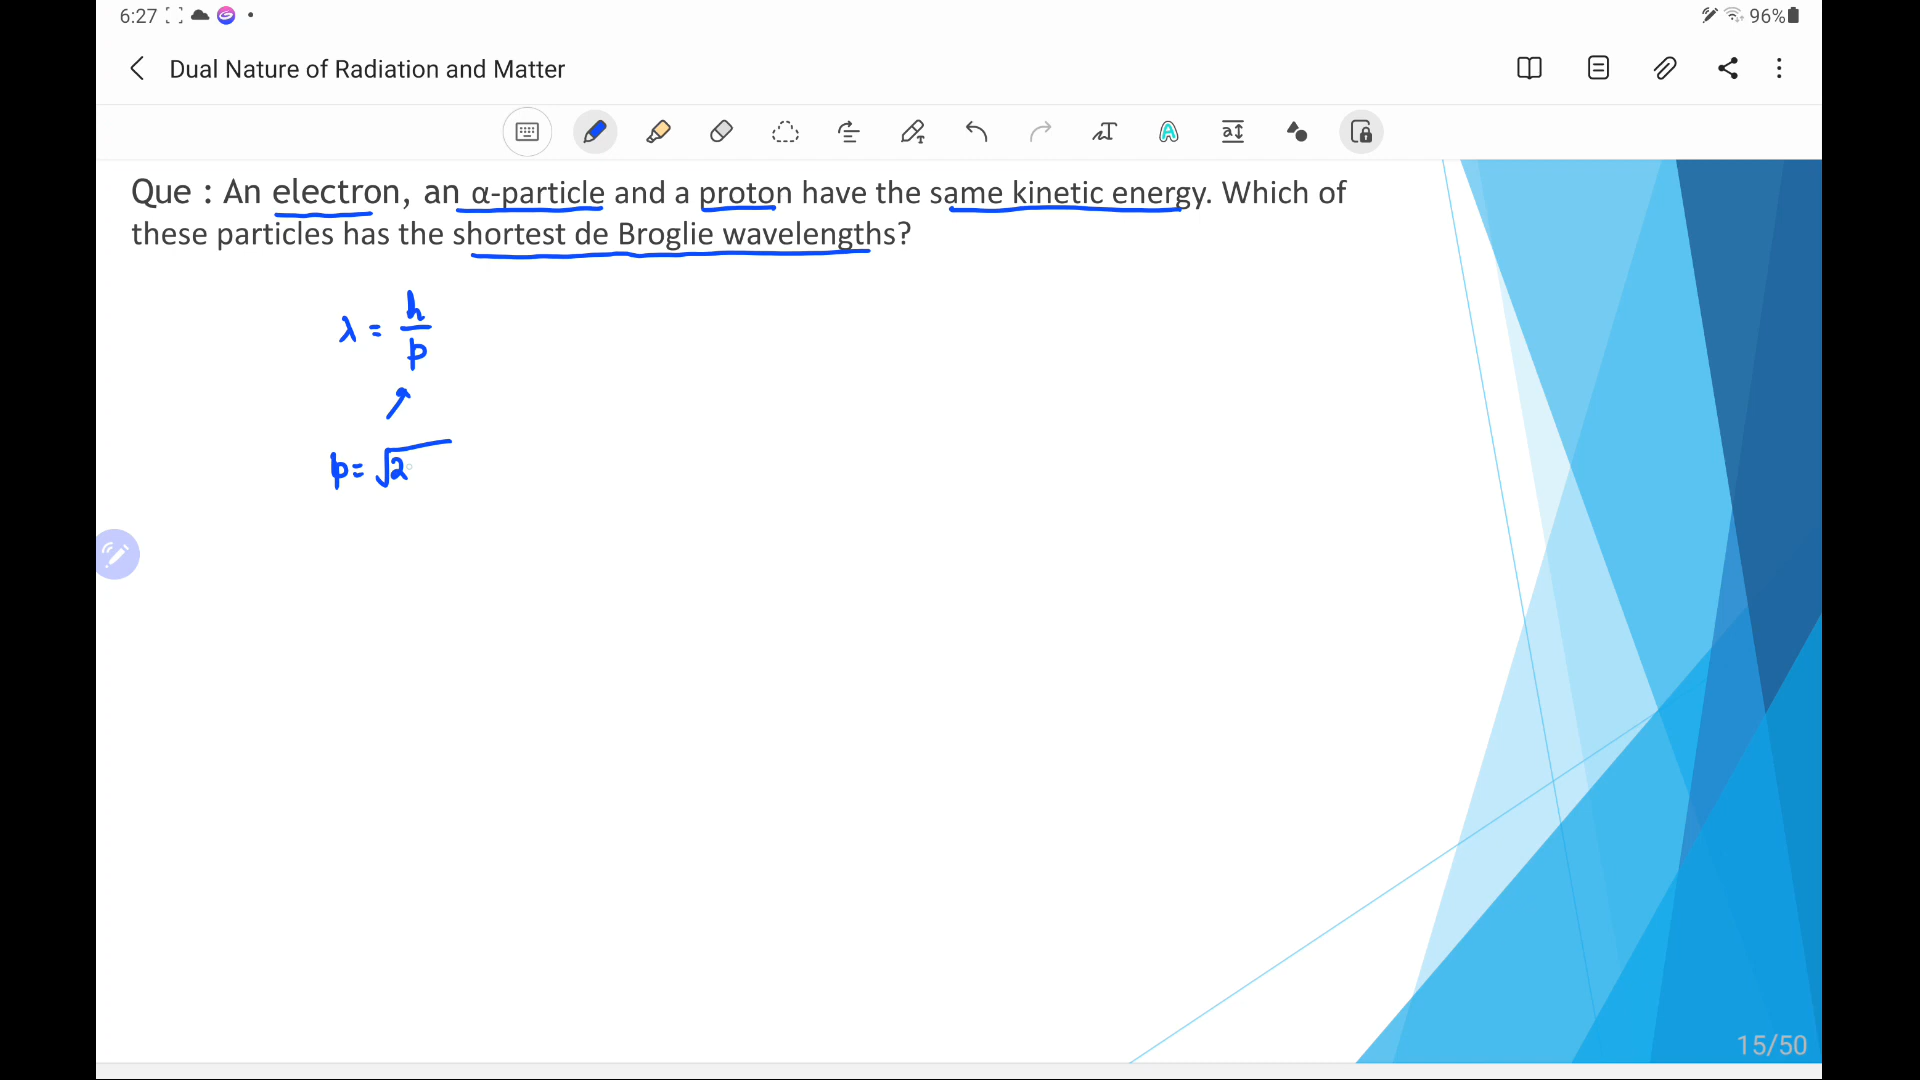 6:27
96%
Dual Nature of Radiation and Matter
Que : An electron, an α-particle and a proton have the same kinetic energy. Which of
these particles has the shortest de Broglie wavelengths?
λ = h/p
p = √2
15/50